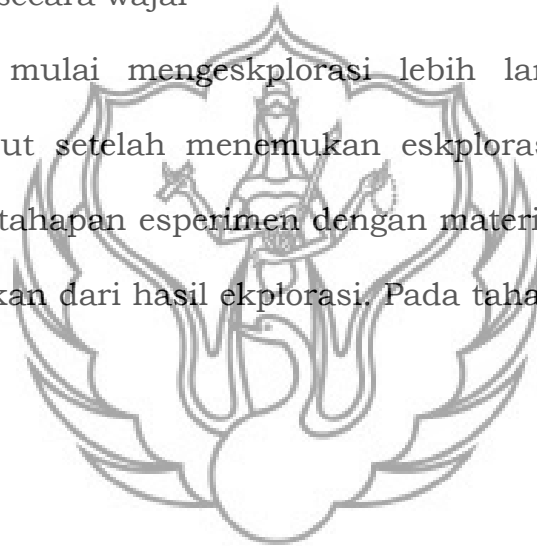 secara wajar
mulai mengeskplorasi lebih lan
ut setelah menemukan eskploras
tahapan esperimen dengan materi
kan dari hasil ekplorasi. Pada taha